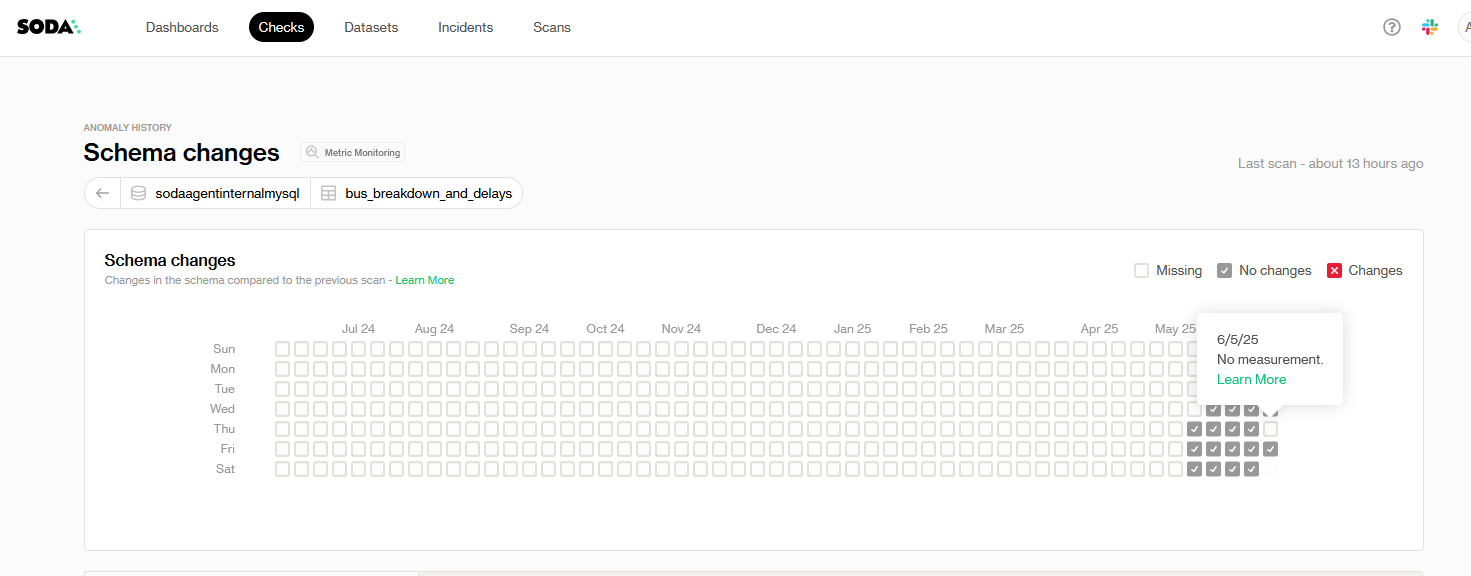 SODA Dashboards Checks Datasets Incidents Scans
ANOMALY HISTORY
Schema changes Metric Monitoring
Last scan - about 13 hours ago
sodaagentinternalmysql bus_breakdown_and_delays
Schema changes
Changes in the schema compared to the previous scan - Learn More
Missing No changes Changes
Jul 24 Aug 24 Sep 24 Oct 24 Nov 24 Dec 24 Jan 25 Feb 25 Mar 25 Apr 25 May 25
6/5/25
No measurement.
Learn More
Sun
Mon
Tue
Wed
Thu
Fri
Sat